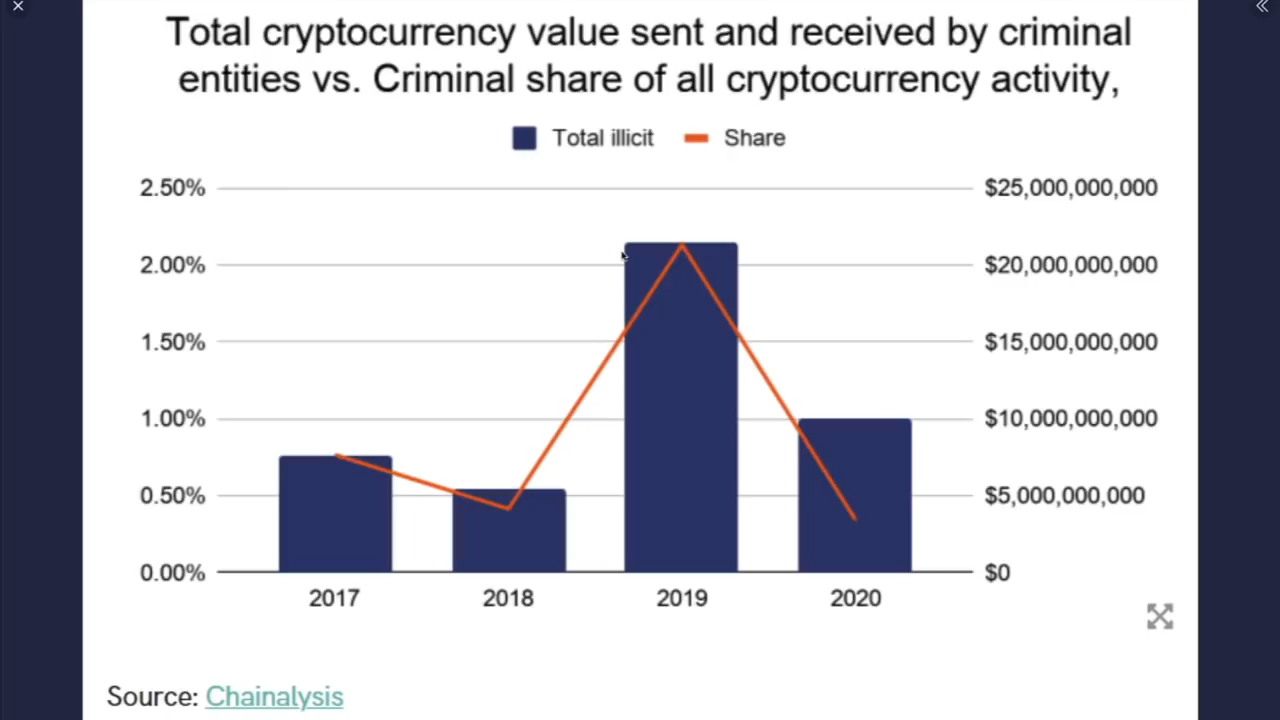 Total cryptocurrency value sent and received by criminal
entities vs. Criminal share of all cryptocurrency activity,
Total illicit Share
2.50% $25,000,000,000
2.00% $20,000,000,000
1.50% $15,000,000,000
1.00% $10,000,000,000
0.50% $5,000,000,000
0.00% $0
2017 2018 2019 2020
Source: Chainalysis